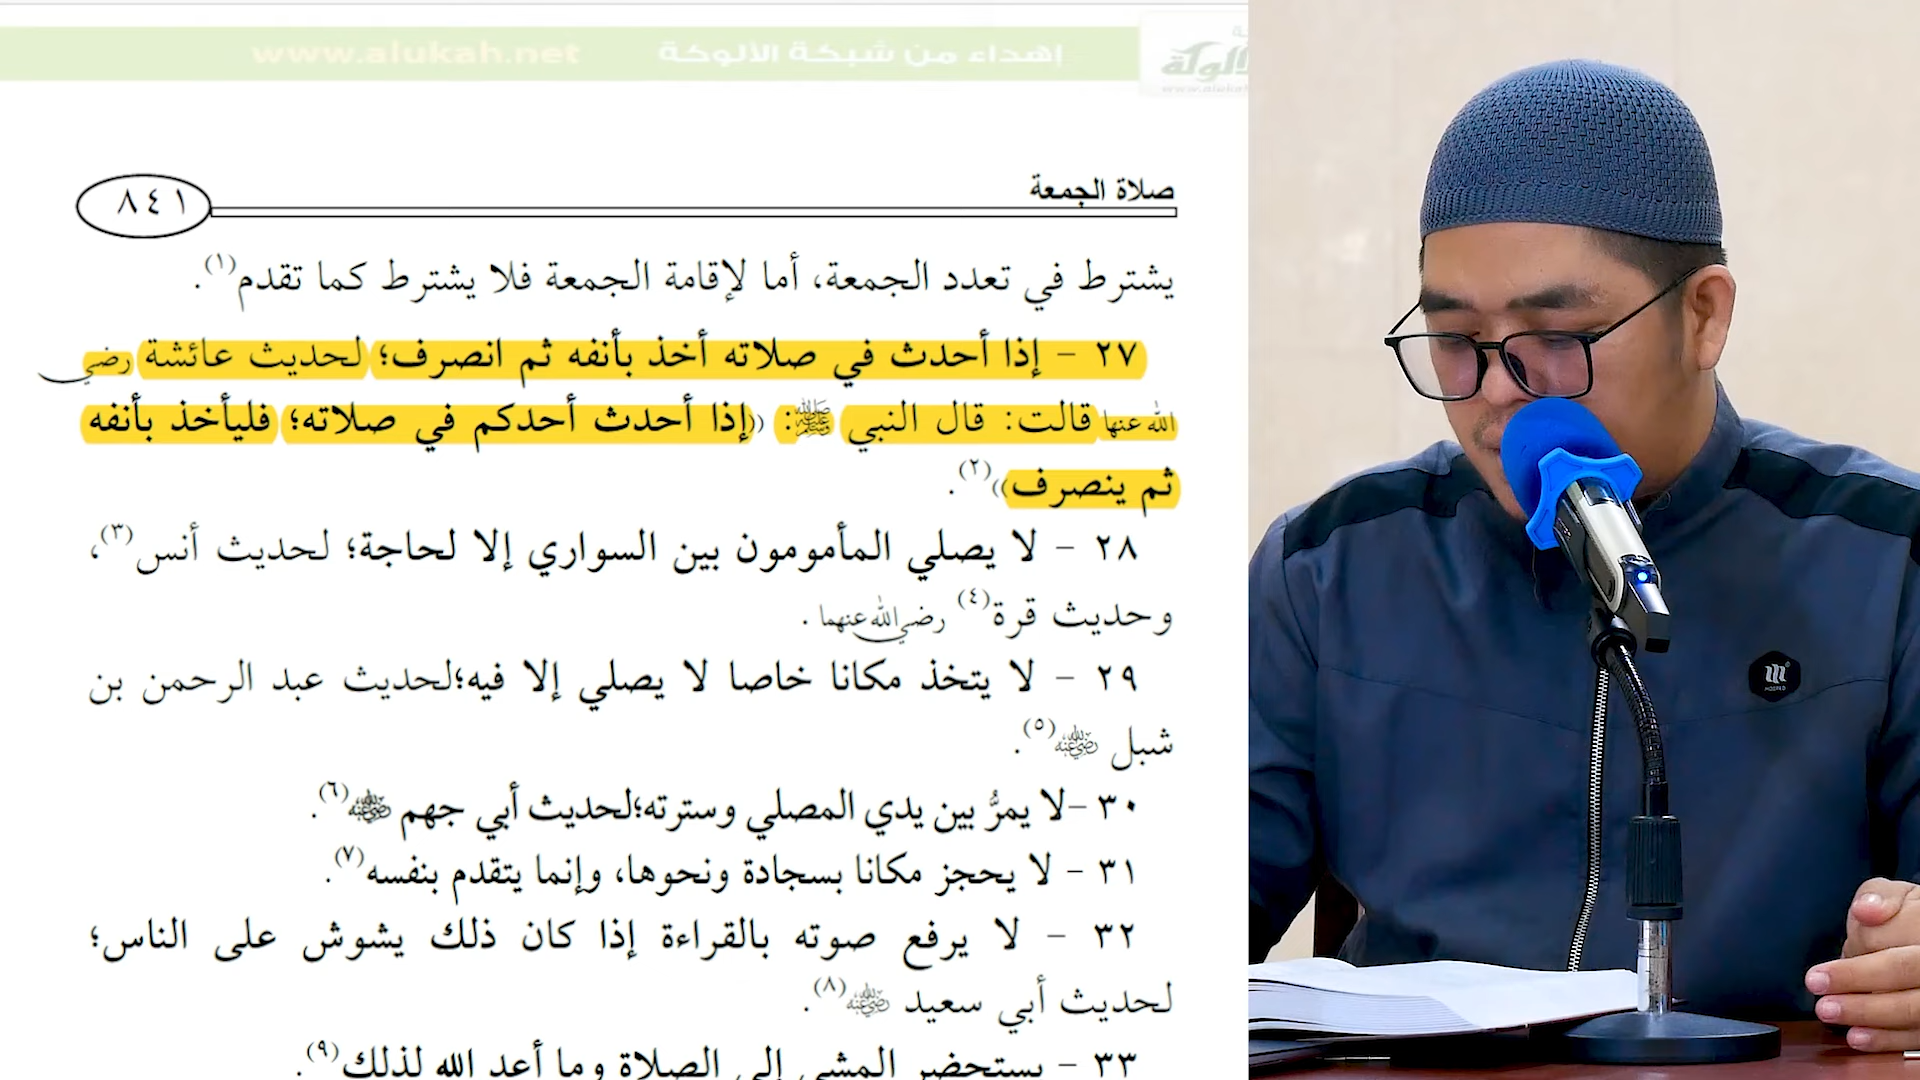 www.alukah.net
إهداء من شبكة الألوكة
صلاة الجمعة
٨٤١
يشترط في تعدد الجمعة، أما لإقامة الجمعة فلا يشترط كما تقدم(١).
٢٧ – إذا أحدث في صلاته أخذ بأنفه ثم انصرف؛ لحديث عائشة رضي
الله عنها قالت: قال النبي ﷺ: ((إذا أحدث أحدكم في صلاته؛ فليأخذ بأنفه
ثم ينصرف))(٢).
٢٨ – لا يصلي المأمومون بين السواري إلا لحاجة؛ لحديث أنس(٣)،
وحديث قرة(٤) رضي الله عنهما .
٢٩ – لا يتخذ مكانا خاصا لا يصلي إلا فيه؛لحديث عبد الرحمن بن
شبل رضي الله عنه(٥).
٣٠ –لا يمرُّ بين يدي المصلي وسترته؛لحديث أبي جهم رضي الله عنه(٦).
٣١ – لا يحجز مكانا بسجادة ونحوها، وإنما يتقدم بنفسه(٧).
٣٢ – لا يرفع صوته بالقراءة إذا كان ذلك يشوش على الناس؛
لحديث أبي سعيد رضي الله عنه(٨).
٣٣ – يستحضر المشي إلى الصلاة وما أعد الله لذلك(٩).